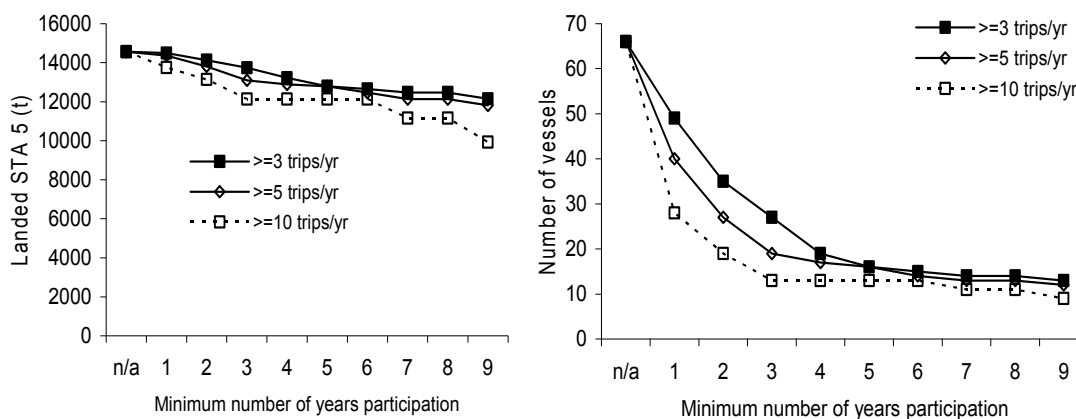 16000
14000
12000
10000
8000
6000
4000
2000
0
Landed STA 5 (t)
>=3 trips/yr
>=5 trips/yr
>=10 trips/yr
n/a 1 2 3 4 5 6 7 8 9
Minimum number of years participation
70
60
50
40
30
20
10
0
Number of vessels
>=3 trips/yr
>=5 trips/yr
>=10 trips/yr
n/a 1 2 3 4 5 6 7 8 9
Minimum number of years participation